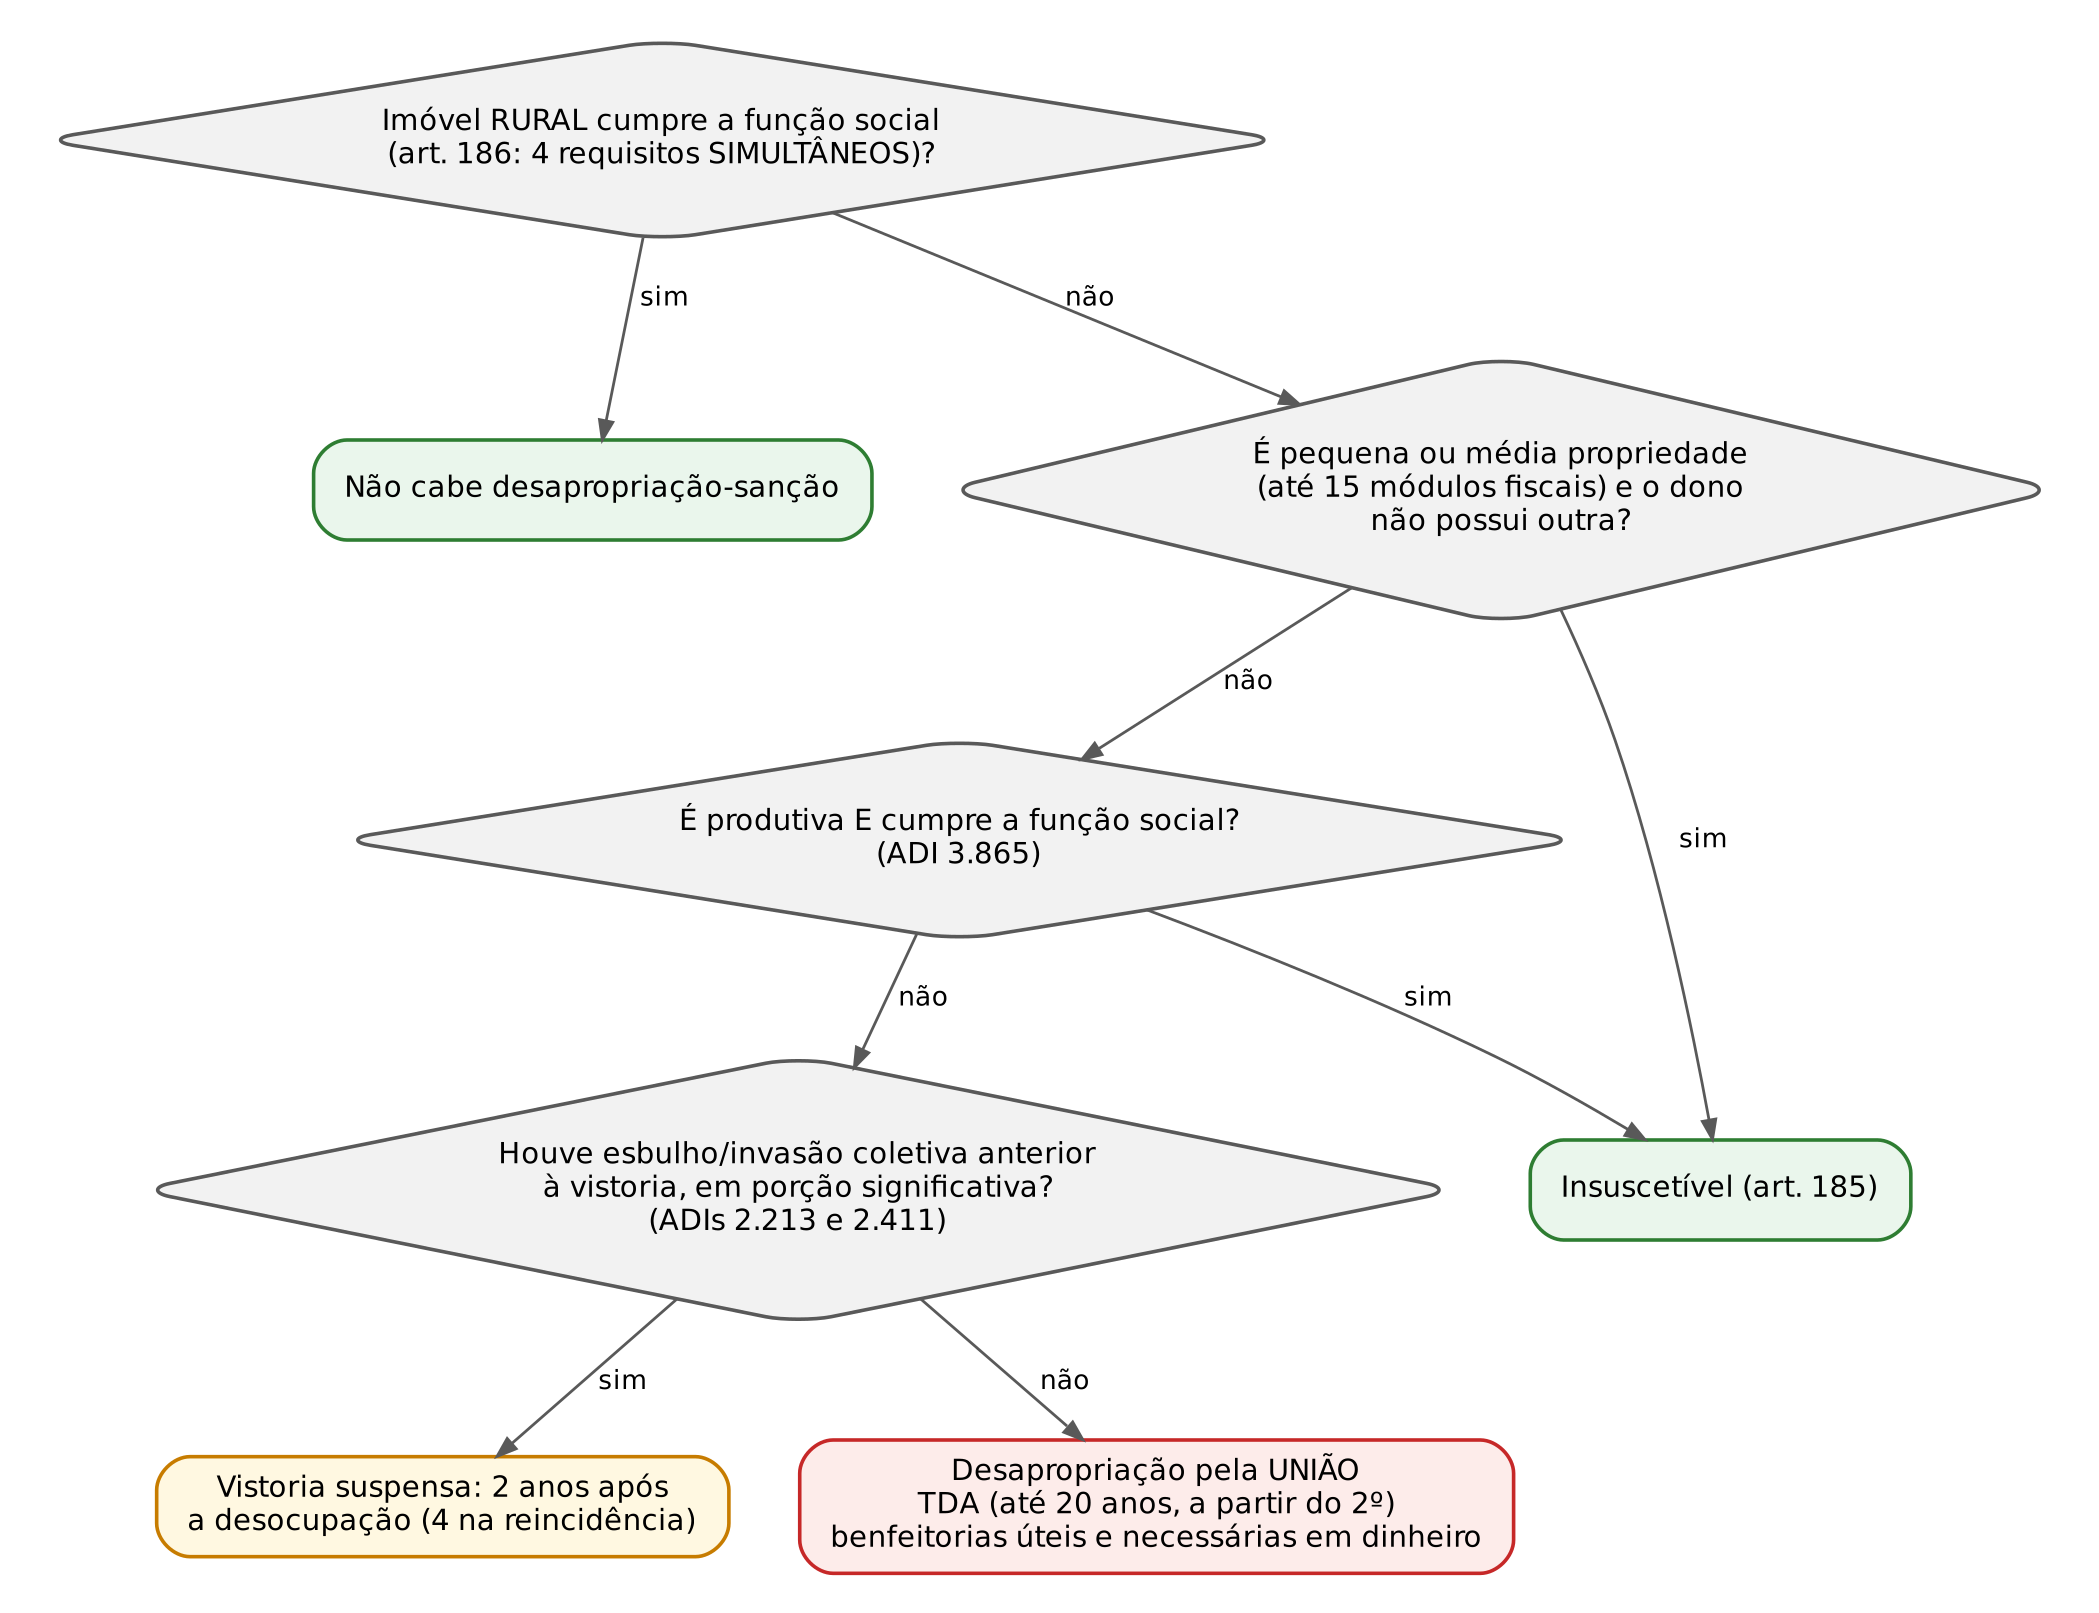 Imóvel RURAL cumpre a função social
(art. 186: 4 requisitos SIMULTÂNEOS)?
sim
não
Não cabe desapropriação-sanção
É pequena ou média propriedade
(até 15 módulos fiscais) e o dono
não possui outra?
não
sim
É produtiva E cumpre a função social?
(ADI 3.865)
não
sim
Houve esbulho/invasão coletiva anterior
à vistoria, em porção significativa?
(ADIs 2.213 e 2.411)
Insuscetível (art. 185)
sim
não
Vistoria suspensa: 2 anos após
a desocupação (4 na reincidência)
Desapropriação pela UNIÃO
TDA (até 20 anos, a partir do 2º)
benfeitorias úteis e necessárias em dinheiro